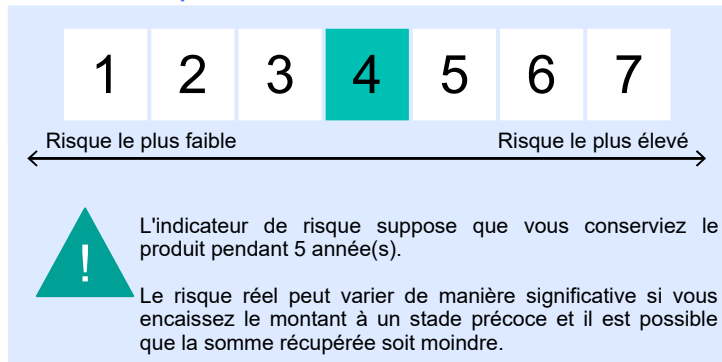 1 2 3 4 5 6 7
Risque le plus faible Risque le plus élevé
!
L'indicateur de risque suppose que vous conserviez le
produit pendant 5 année(s).
Le risque réel peut varier de manière significative si vous
encaissez le montant à un stade précoce et il est possible
que la somme récupérée soit moindre.